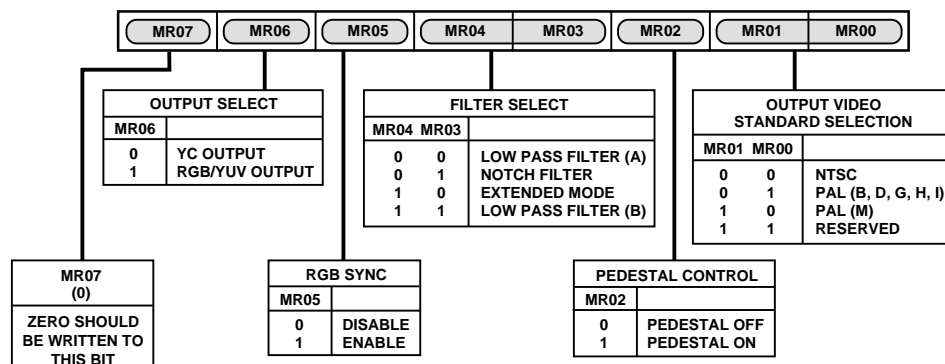 MR07 MR06 MR05 MR04 MR03 MR02 MR01 MR00
OUTPUT SELECT
MR06
0 YC OUTPUT
1 RGB/YUV OUTPUT
FILTER SELECT
MR04 MR03
0 0 LOW PASS FILTER (A)
0 1 NOTCH FILTER
1 0 EXTENDED MODE
1 1 LOW PASS FILTER (B)
OUTPUT VIDEO
STANDARD SELECTION
MR01 MR00
0 0 NTSC
0 1 PAL (B, D, G, H, I)
1 0 PAL (M)
1 1 RESERVED
MR07
(0)
ZERO SHOULD
BE WRITTEN TO
THIS BIT
RGB SYNC
MR05
0 DISABLE
1 ENABLE
PEDESTAL CONTROL
MR02
0 PEDESTAL OFF
1 PEDESTAL ON